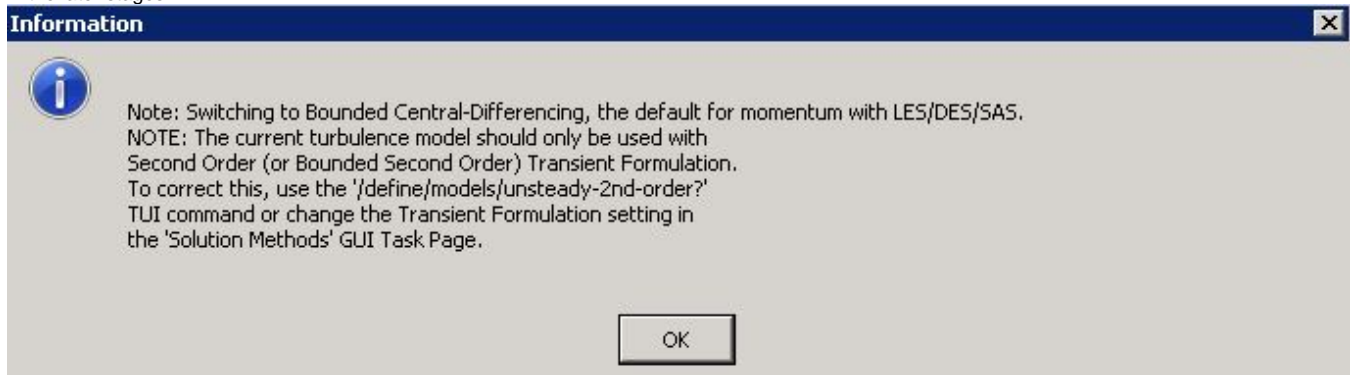 Information
Note: Switching to Bounded Central-Differencing, the default for momentum with LES/DES/SAS.
NOTE: The current turbulence model should only be used with
Second Order (or Bounded Second Order) Transient Formulation.
To correct this, use the '/define/models/unsteady-2nd-order?'
TUI command or change the Transient Formulation setting in
the 'Solution Methods' GUI Task Page.
OK